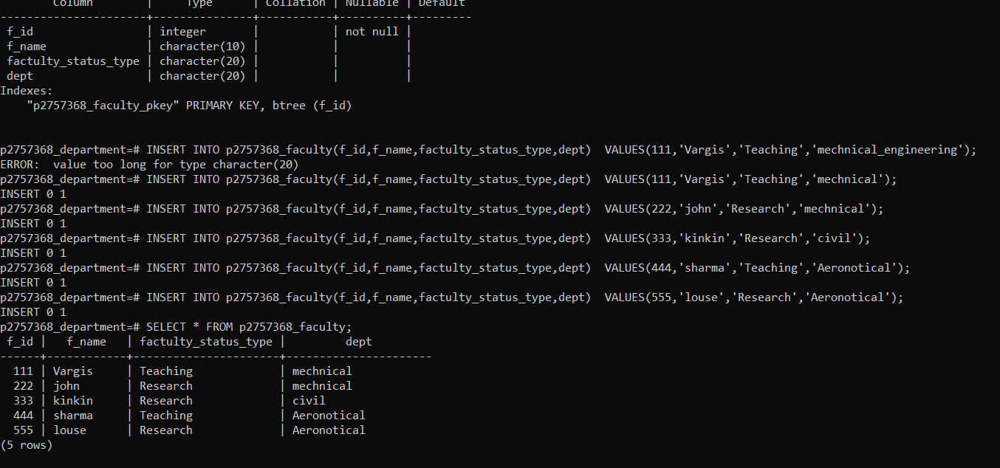 Column | Type | Collation | Nullable | Default
----------------------+---------------+-----------+----------+---------
f_id | integer | | not null |
f_name | character(10) | | |
factulty_status_type | character(20) | | |
dept | character(20) | | |
Indexes:
"p2757368_faculty_pkey" PRIMARY KEY, btree (f_id)
p2757368_department=# INSERT INTO p2757368_faculty(f_id,f_name,factulty_status_type,dept) VALUES(111,'Vargis','Teaching','mechnical_engineering');
ERROR: value too long for type character(20)
p2757368_department=# INSERT INTO p2757368_faculty(f_id,f_name,factulty_status_type,dept) VALUES(111,'Vargis','Teaching','mechnical');
INSERT 0 1
p2757368_department=# INSERT INTO p2757368_faculty(f_id,f_name,factulty_status_type,dept) VALUES(222,'john','Research','mechnical');
INSERT 0 1
p2757368_department=# INSERT INTO p2757368_faculty(f_id,f_name,factulty_status_type,dept) VALUES(333,'kinkin','Research','civil');
INSERT 0 1
p2757368_department=# INSERT INTO p2757368_faculty(f_id,f_name,factulty_status_type,dept) VALUES(444,'sharma','Teaching','Aeronotical');
INSERT 0 1
p2757368_department=# INSERT INTO p2757368_faculty(f_id,f_name,factulty_status_type,dept) VALUES(555,'louse','Research','Aeronotical');
INSERT 0 1
p2757368_department=# SELECT * FROM p2757368_faculty;
f_id | f_name | factulty_status_type | dept
------+------------+----------------------+----------------------
111 | Vargis | Teaching | mechnical
222 | john | Research | mechnical
333 | kinkin | Research | civil
444 | sharma | Teaching | Aeronotical
555 | louse | Research | Aeronotical
(5 rows)